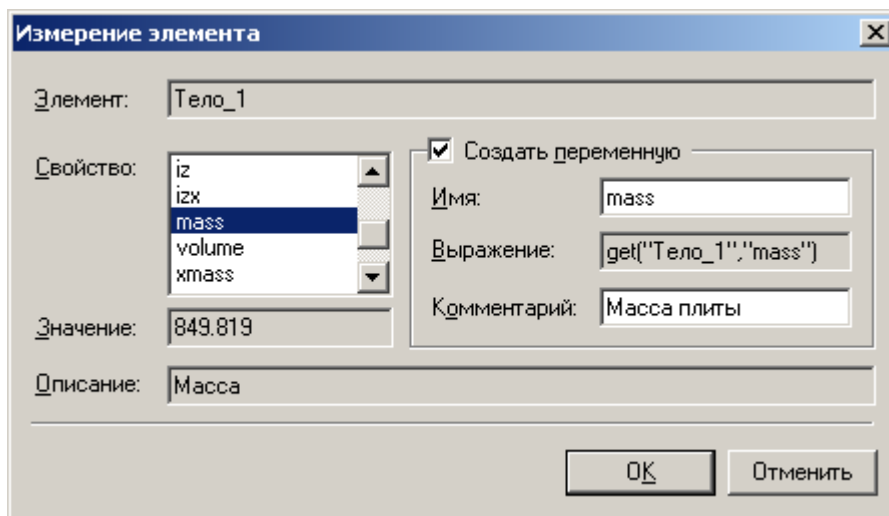 Измерение элемента
Элемент: Тело_1
Свойство:
iz
izx
mass
volume
xmass
Создать переменную
Имя: mass
Выражение: get("Тело_1","mass")
Комментарий: Масса плиты
Значение: 849.819
Описание: Масса
OK Отменить